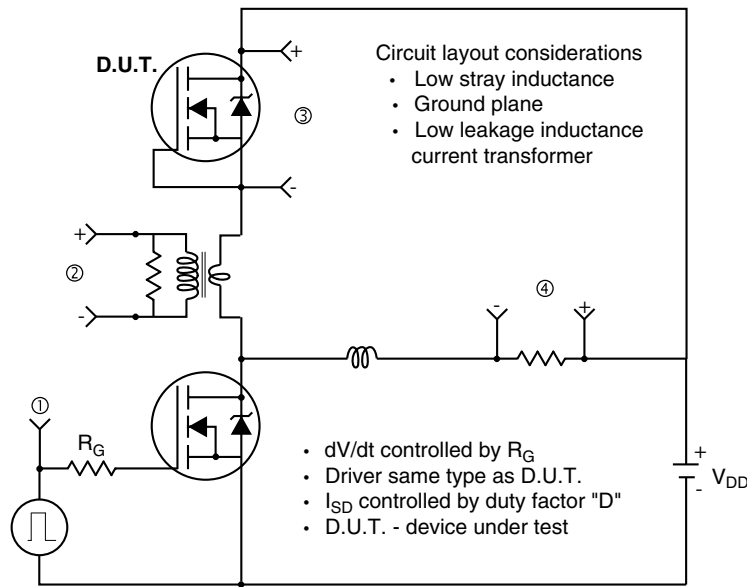 D.U.T.
+
③
-
Circuit layout considerations
• Low stray inductance
• Ground plane
• Low leakage inductance
current transformer
+
②
-
-
④
+
①
R_G
• dV/dt controlled by R_G
• Driver same type as D.U.T.
• I_SD controlled by duty factor "D"
• D.U.T. - device under test
+
V_DD
-